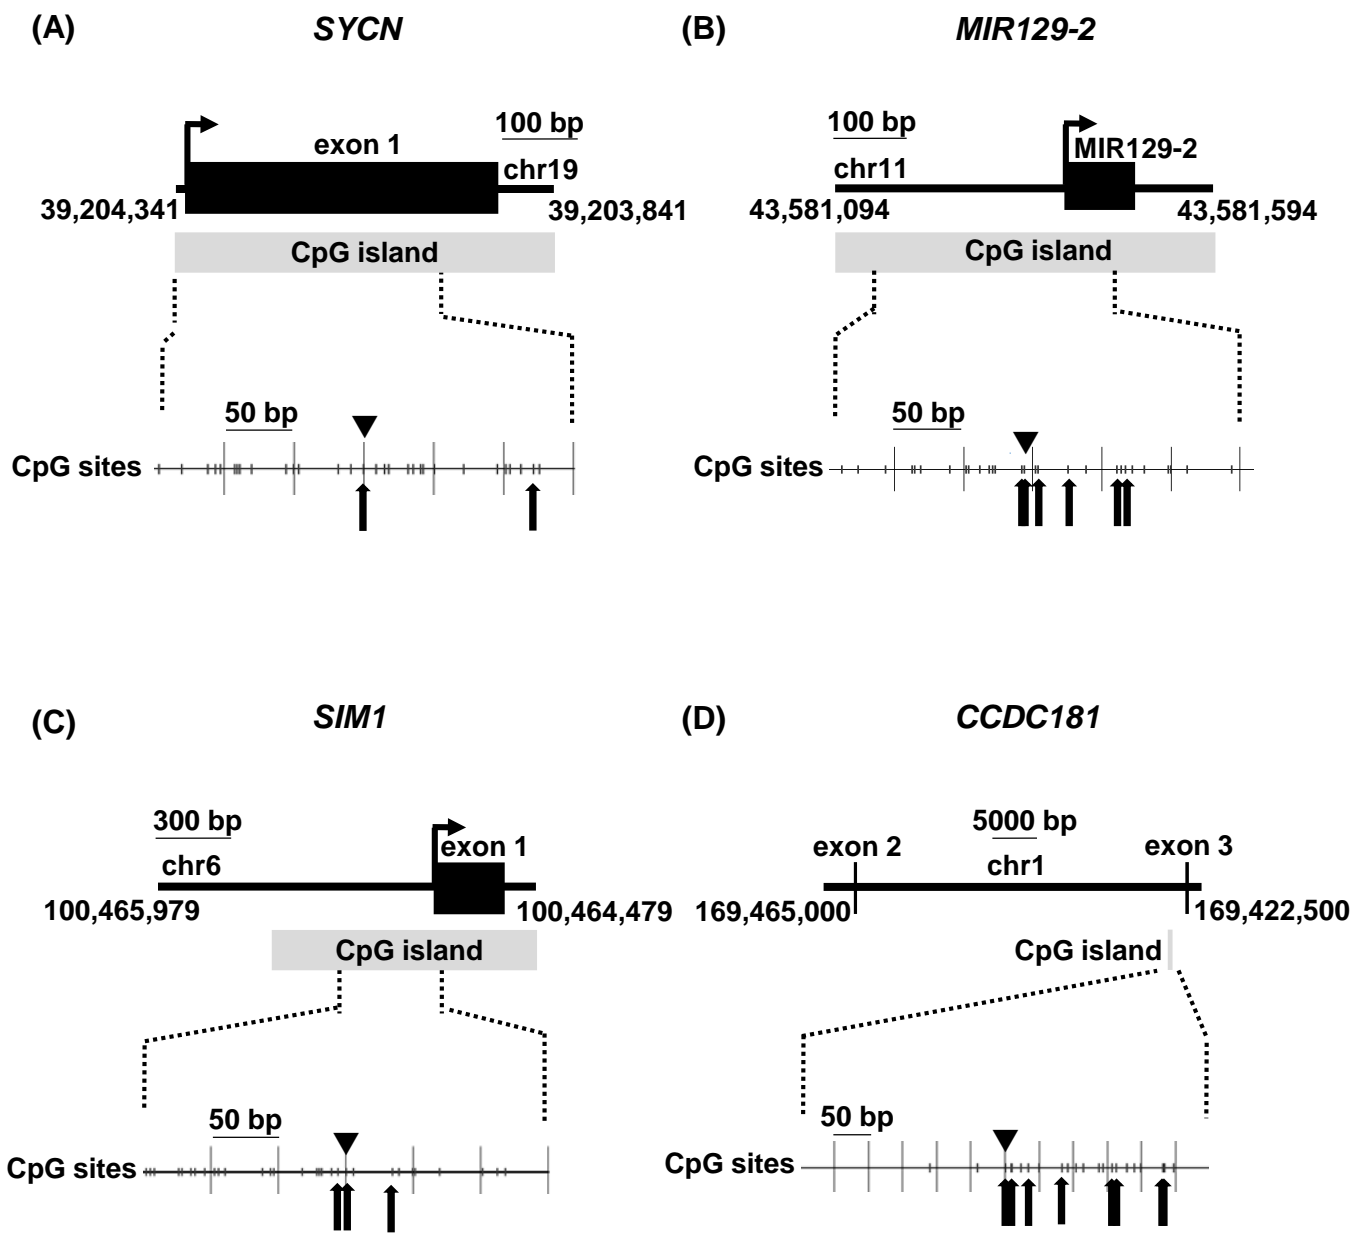 (A)
SYCN
exon 1
100 bp
chr19
39,204,341
39,203,841
CpG island
50 bp
CpG sites
(B)
MIR129-2
100 bp
MIR129-2
chr11
43,581,094
43,581,594
CpG island
50 bp
CpG sites
(C)
SIM1
300 bp
exon 1
chr6
100,465,979
100,464,479
CpG island
50 bp
CpG sites
(D)
CCDC181
5000 bp
exon 2
exon 3
chr1
169,465,000
169,422,500
CpG island
50 bp
CpG sites